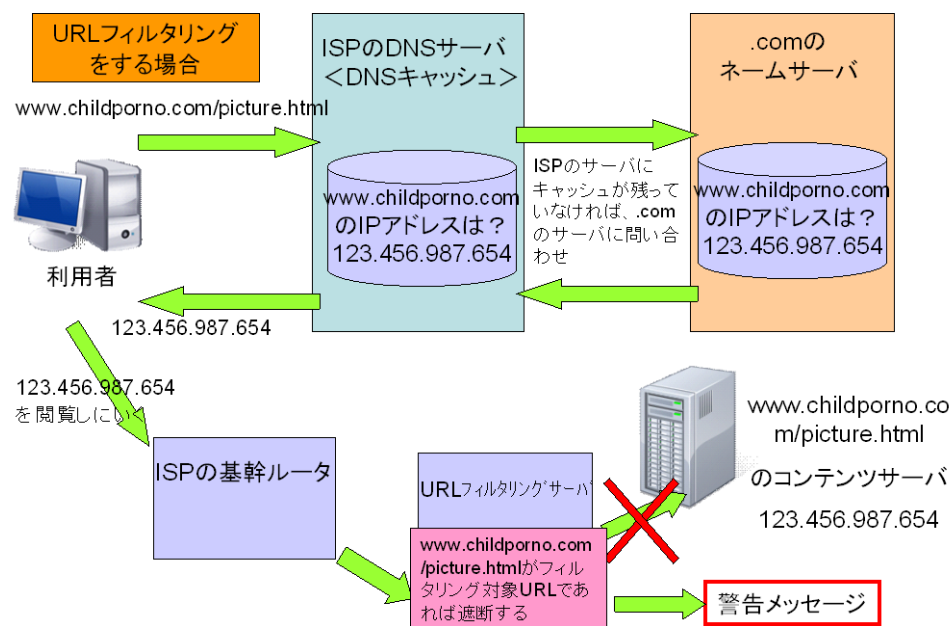 URLフィルタリング
をする場合
www.childporno.com/picture.html
利用者
ISPのDNSサーバ
＜DNSキャッシュ＞
www.childporno.com
のIPアドレスは？
123.456.987.654
ISPのサーバに
キャッシュが残って
いなければ、.com
のサーバに問い合
わせ
.comの
ネームサーバ
www.childporno.com
のIPアドレスは？
123.456.987.654
123.456.987.654
123.456.987.654
を閲覧しにいく
ISPの基幹ルータ
URLフィルタリングサーバ
www.childporno.com
/picture.htmlがフィル
タリング対象URLであ
れば遮断する
www.childporno.co
m/picture.html
のコンテンツサーバ
123.456.987.654
警告メッセージ